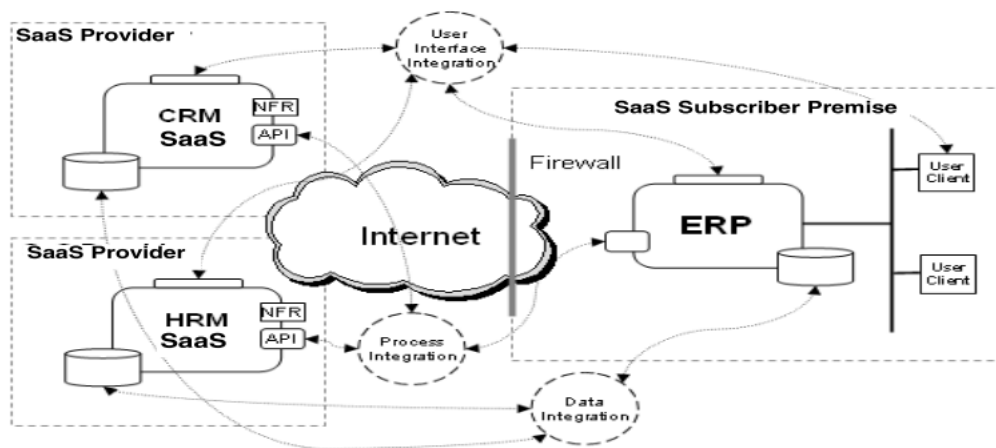 SaaS Provider
CRM
SaaS
NFR
API
SaaS Provider
HRM
SaaS
NFR
API
User
Interface
Integration
Internet
Process
Integration
Data
Integration
SaaS Subscriber Premise
Firewall
ERP
User
Client
User
Client